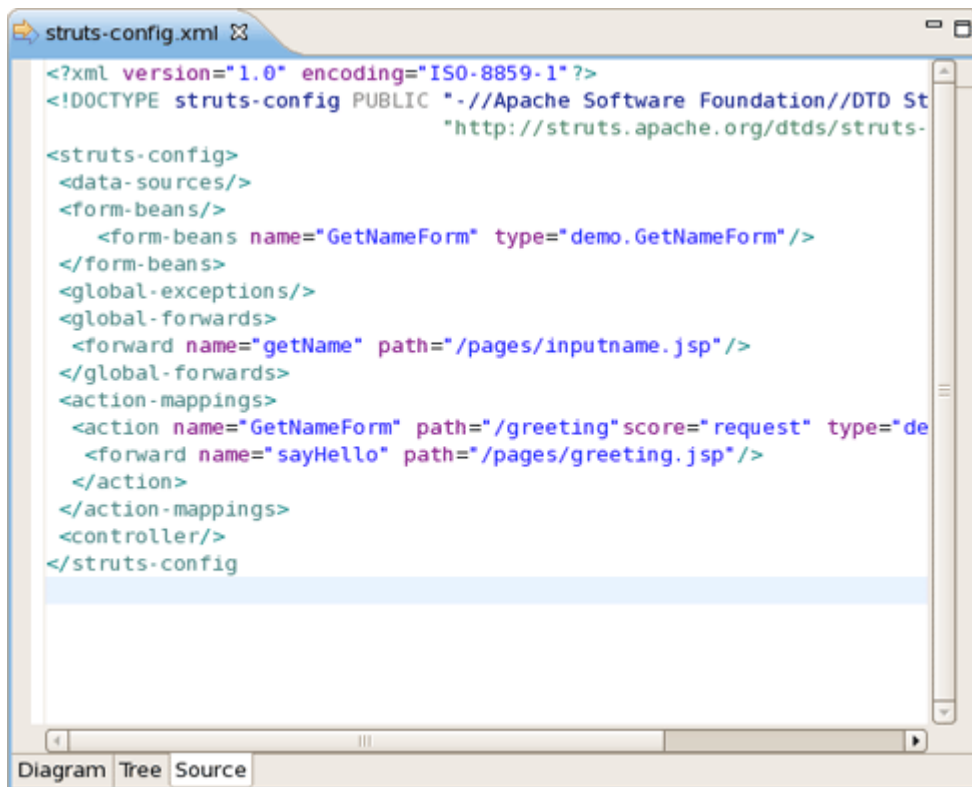 struts-config.xml
<?xml version="1.0" encoding="ISO-8859-1"?>
<!DOCTYPE struts-config PUBLIC "-//Apache Software Foundation//DTD St
"http://struts.apache.org/dtds/struts-
<struts-config>
<data-sources/>
<form-beans/>
<form-beans name="GetNameForm" type="demo.GetNameForm"/>
</form-beans>
<global-exceptions/>
<global-forwards>
<forward name="getName" path="/pages/inputname.jsp"/>
</global-forwards>
<action-mappings>
<action name="GetNameForm" path="/greeting"score="request" type="de
<forward name="sayHello" path="/pages/greeting.jsp"/>
</action>
</action-mappings>
<controller/>
</struts-config
Diagram Tree Source